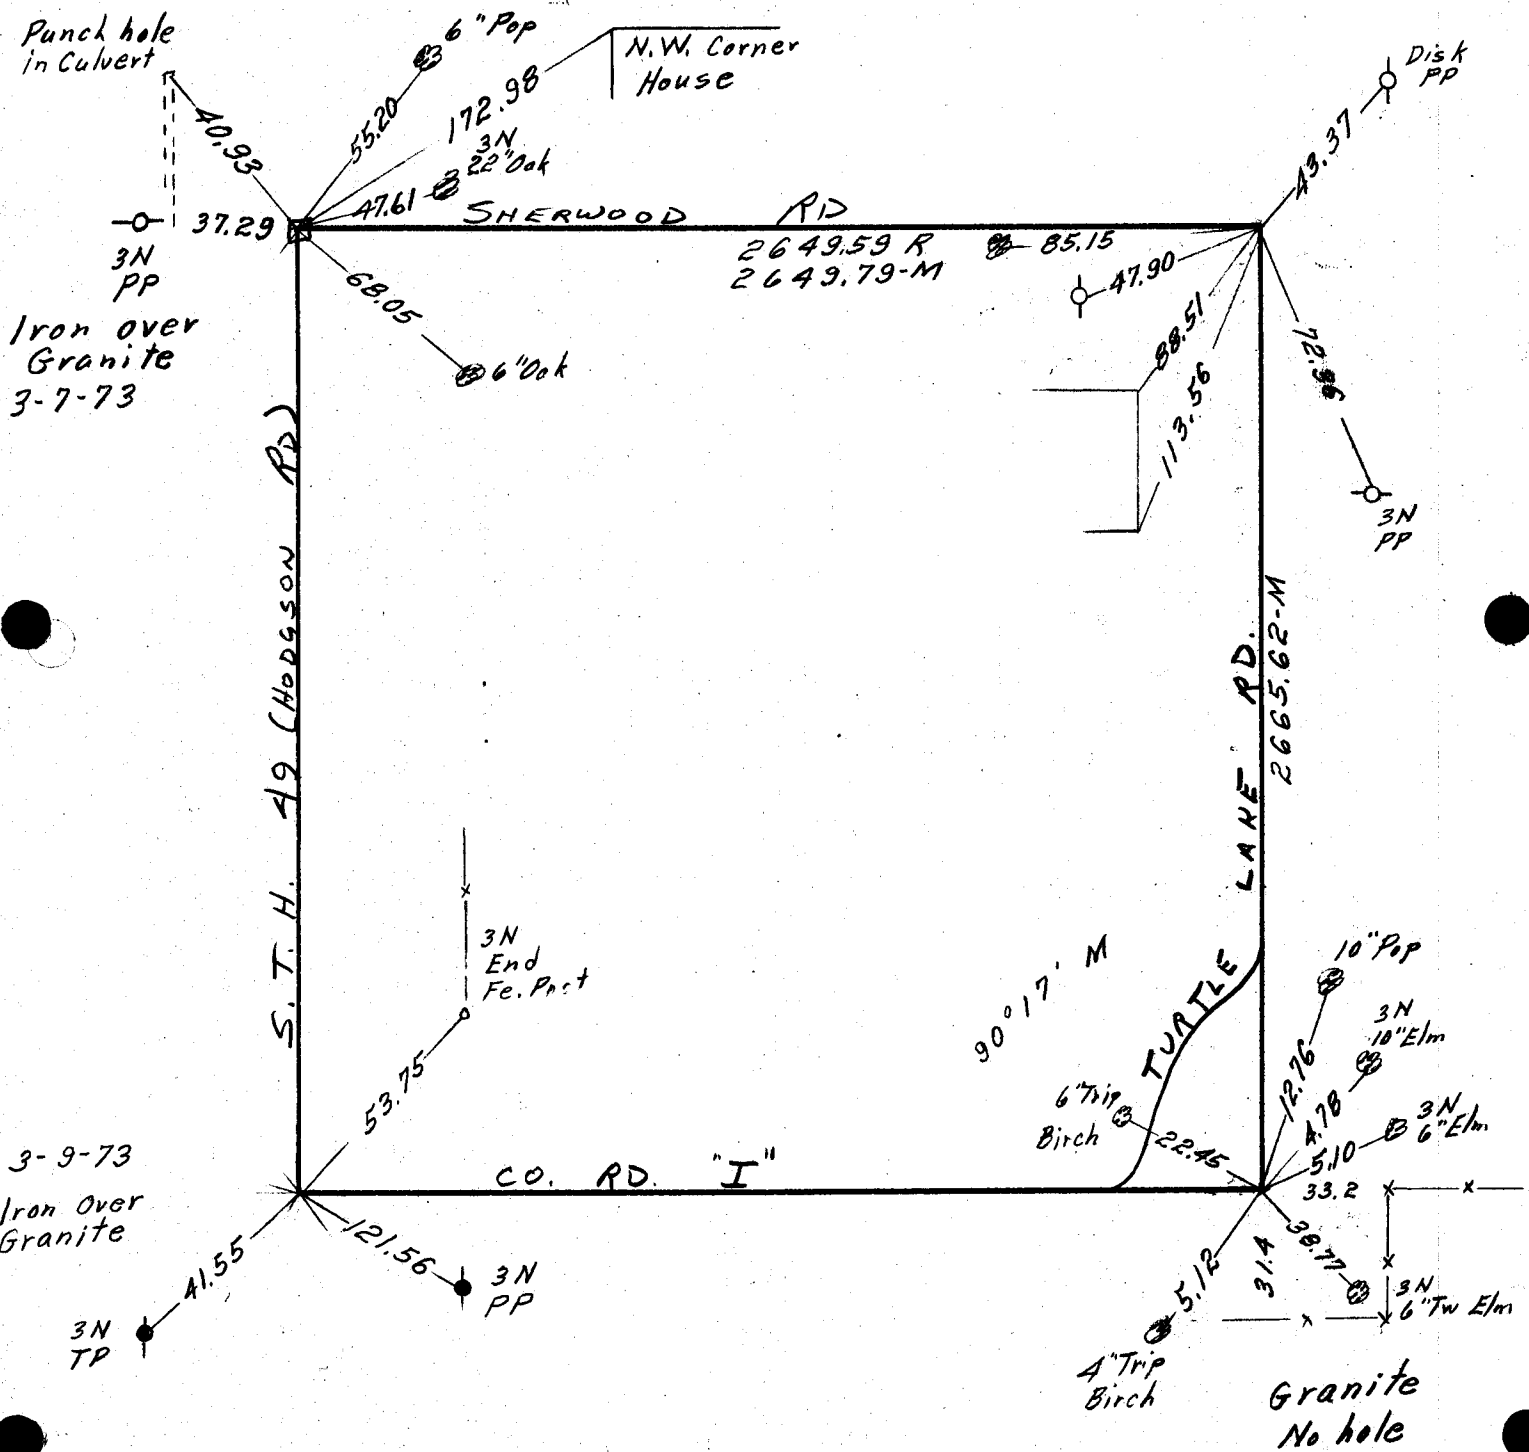 Punch hole
in Culvert
40.93
6" Pop
55.20
172.98
N.W. Corner
House
3N
22" Oak
47.61
Disk
PP
43.37
37.29
3N
PP
SHERWOOD RD
2649.59 R
2649.79-M
85.15
47.90
68.05
6" Oak
Iron over
Granite
3-7-73
88.51
113.56
3N
PP
S. T. H. 49 (HODGSON RD)
TURTLE LAKE RD.
2665.62-M
3N
End
53.75
90°17' M
10" Pop
12.76
3N
10" Elm
4.78
3N
6" Elm
5.10
33.2
6" Trip
Birch
22.45
3-9-73
Iron Over
Granite
CO. RD. "I"
41.55
3N
TP
121.56
3N
PP
5.12
4" Trip
Birch
31.4
38.77
3N
6" Tw Elm
Granite
No hole